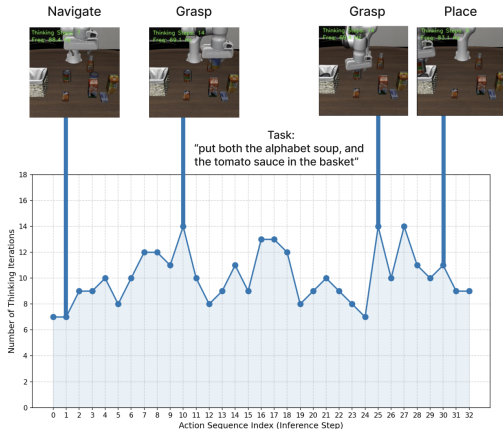 Navigate
Grasp
Grasp
Place
Task:
"put both the alphabet soup, and
the tomato sauce in the basket"
Number of Thinking Iterations
18
16
14
12
10
8
6
4
2
0
0 1 2 3 4 5 6 7 8 9 10 11 12 13 14 15 16 17 18 19 20 21 22 23 24 25 26 27 28 29 30 31 32
Action Sequence Index (Inference Step)